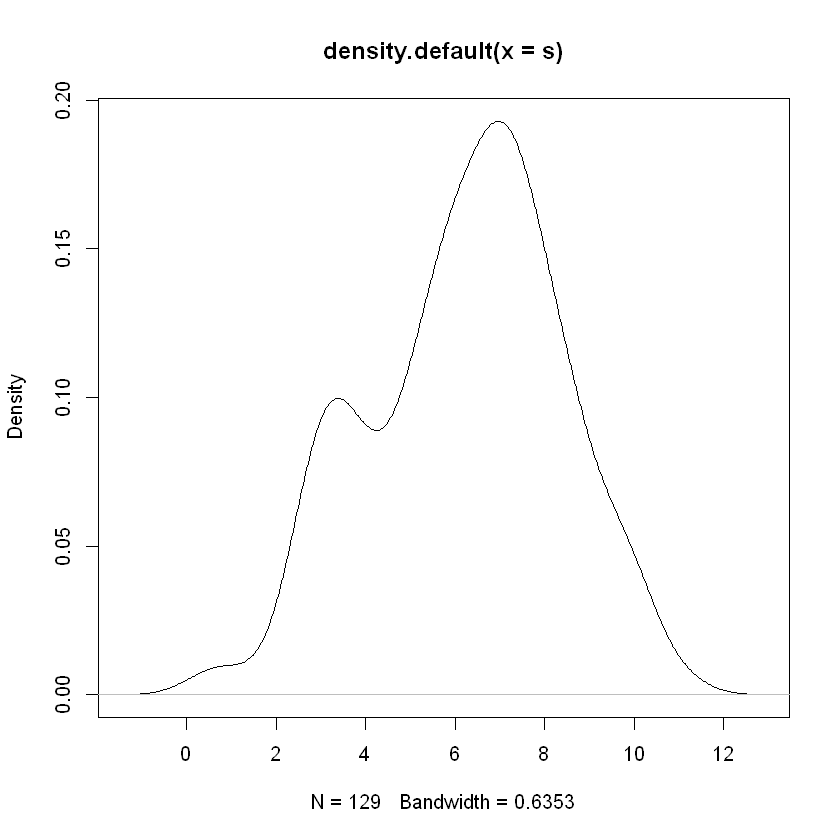 density.default(x = s)
Density
0.20
0.15
0.10
0.05
0.00
0 2 4 6 8 10 12
N = 129 Bandwidth = 0.6353